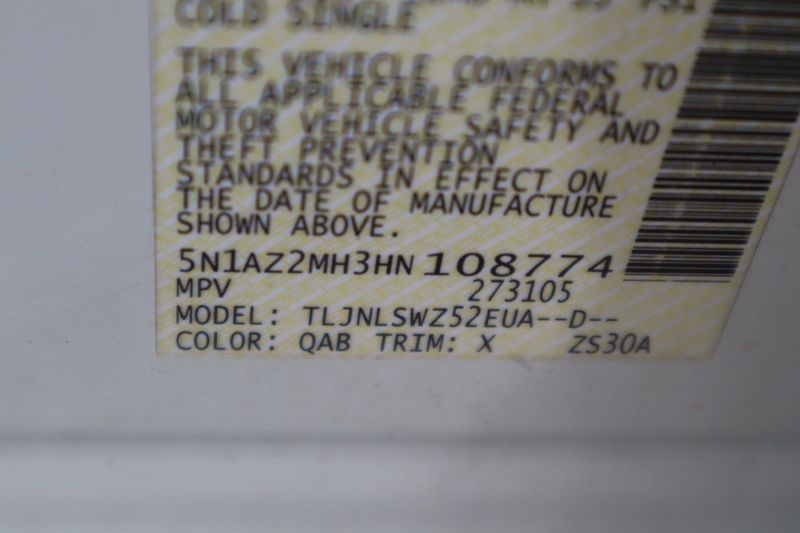 COLD SINGLE
THIS VEHICLE CONFORMS TO
ALL APPLICABLE FEDERAL
MOTOR VEHICLE SAFETY AND
THEFT PREVENTION
STANDARDS IN EFFECT ON
THE DATE OF MANUFACTURE
SHOWN ABOVE.
5N1AZ2MH3HN108774
MPV 273105
MODEL: TLJNLSWZ52EUA--D--
COLOR: QAB TRIM: X ZS30A